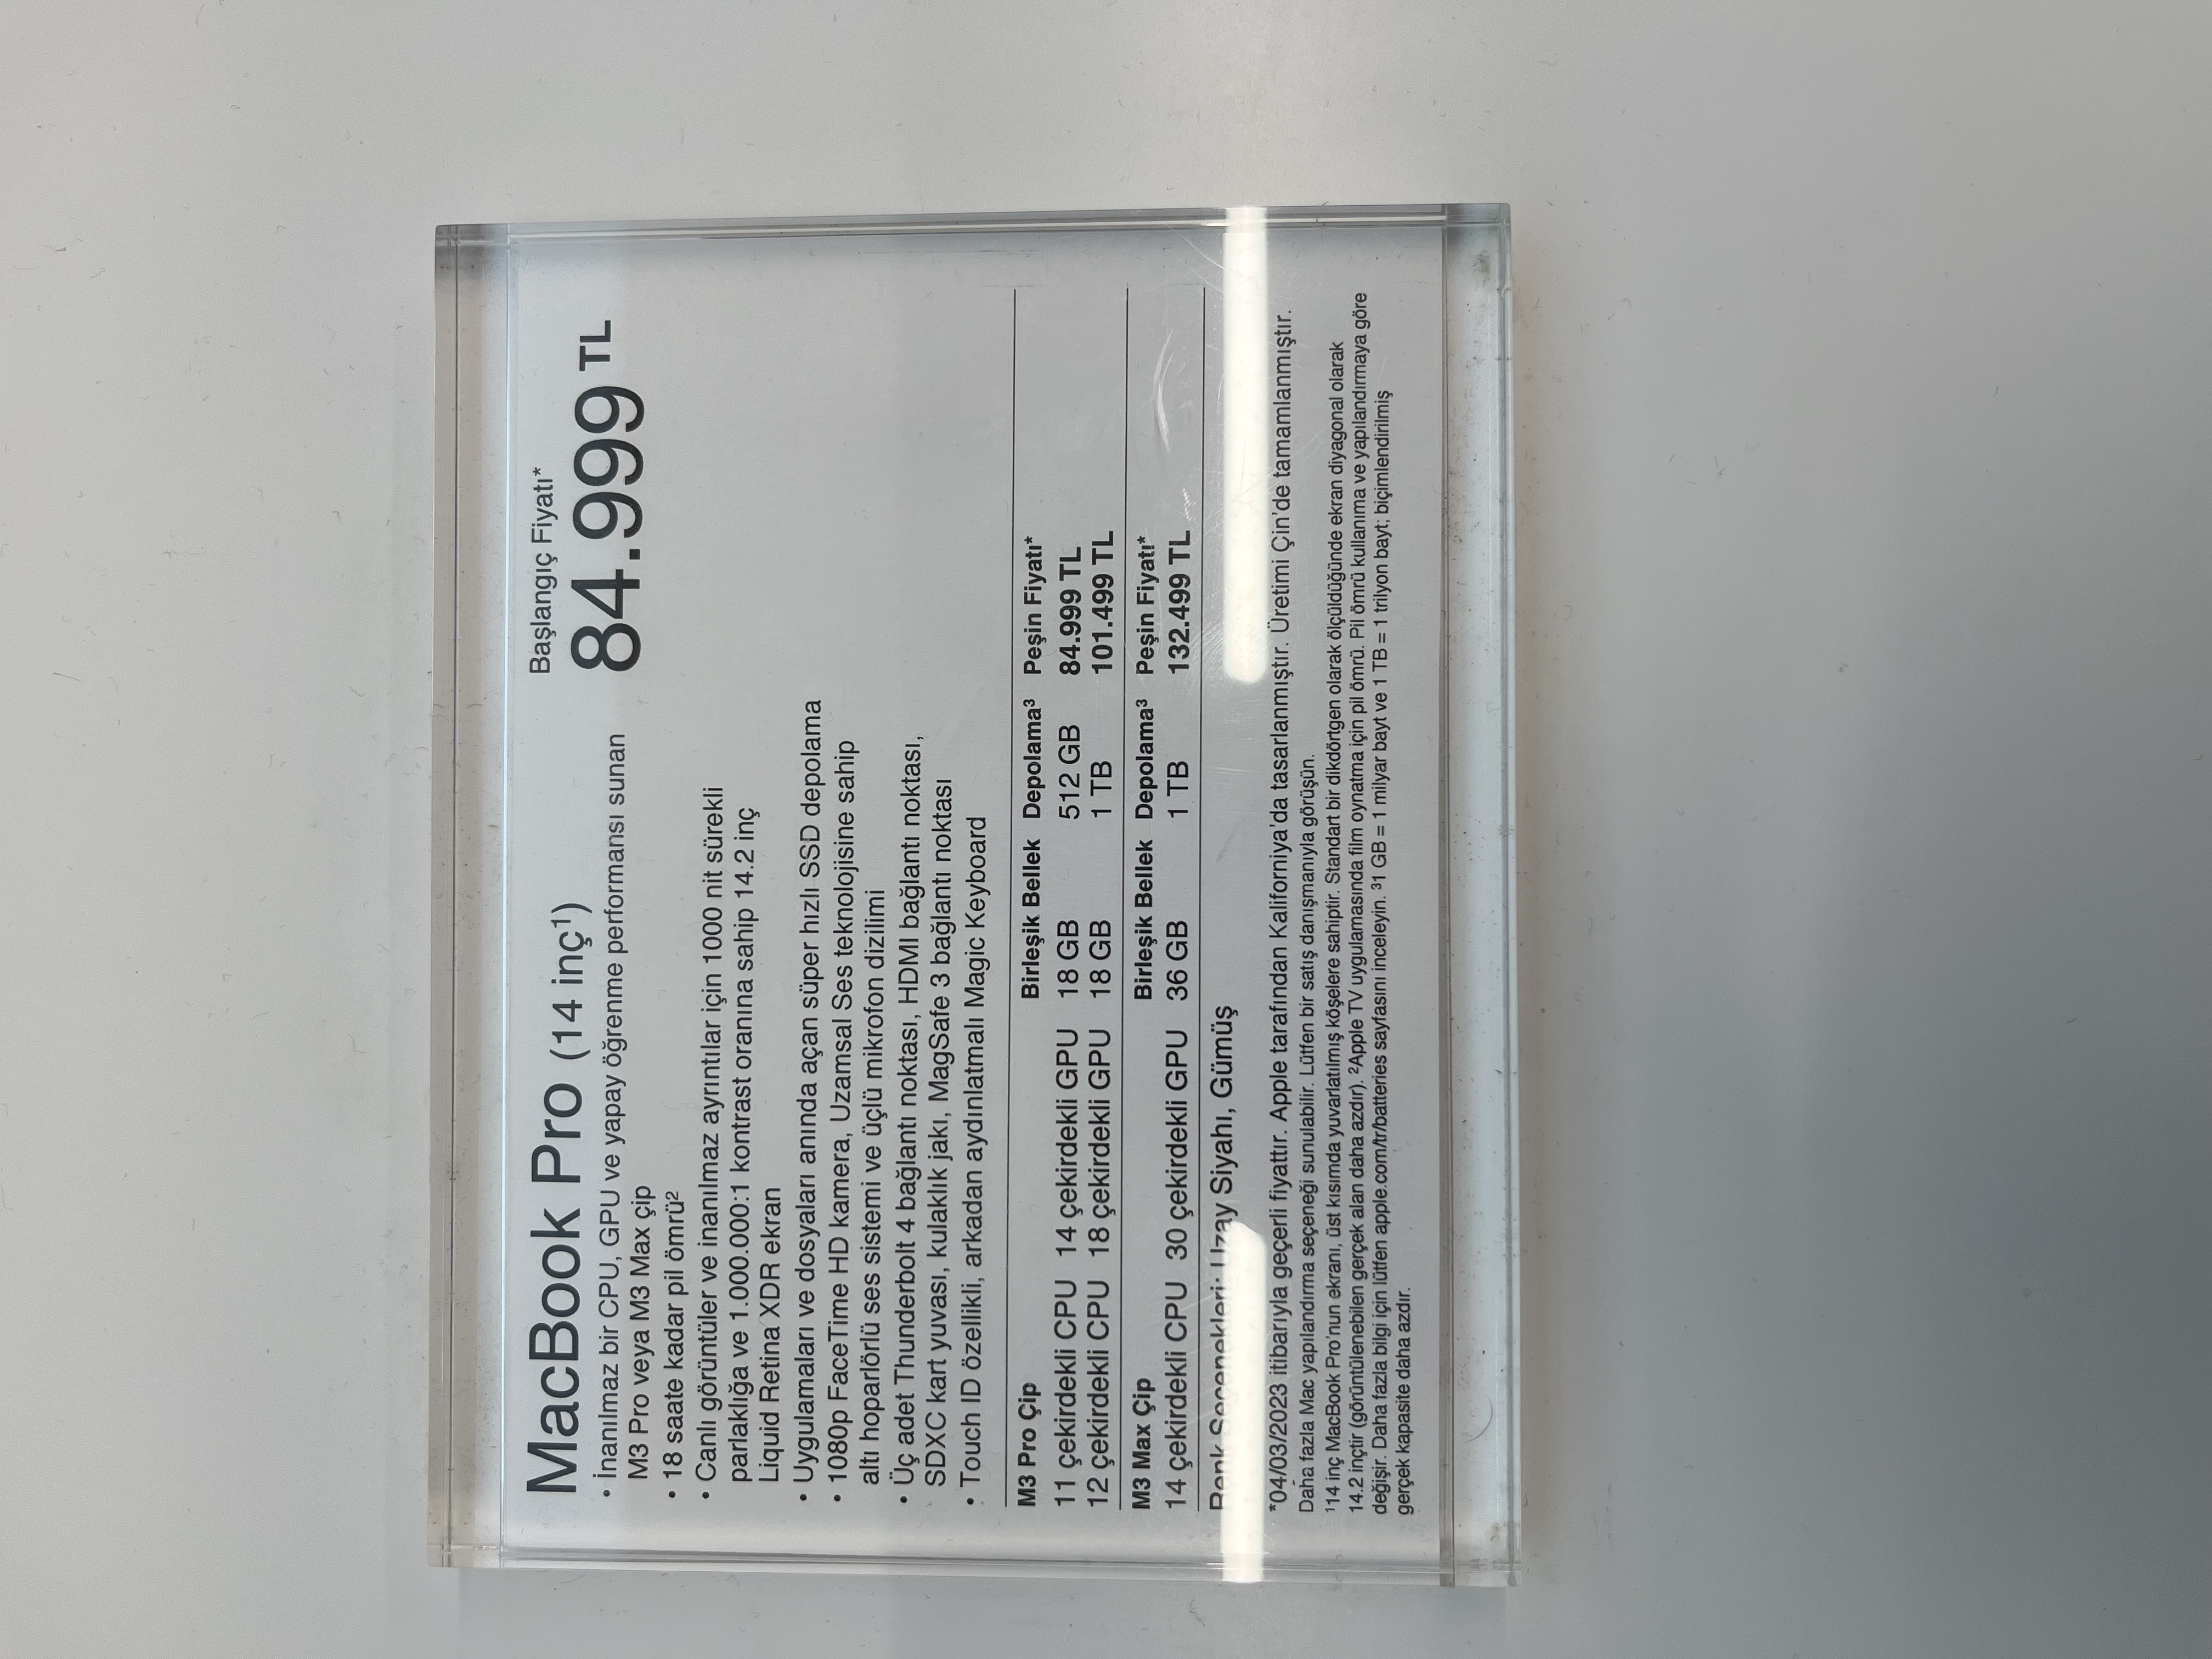 MacBook Pro (14 inç¹)
Başlangıç Fiyatı*
84.999 TL
• İnanılmaz bir CPU, GPU ve yapay öğrenme performansı sunan
M3 Pro veya M3 Max çip
• 18 saate kadar pil ömrü²
• Canlı görüntüler ve inanılmaz ayrıntılar için 1000 nit sürekli
parlaklığa ve 1.000.000:1 kontrast oranına sahip 14.2 inç
Liquid Retina XDR ekran
• Uygulamaları ve dosyaları anında açan süper hızlı SSD depolama
• 1080p FaceTime HD kamera, Uzamsal Ses teknolojisine sahip
altı hoparlörlü ses sistemi ve üçlü mikrofon dizilimi
• Üç adet Thunderbolt 4 bağlantı noktası, HDMI bağlantı noktası,
SDXC kart yuvası, kulaklık jakı, MagSafe 3 bağlantı noktası
• Touch ID özellikli, arkadan aydınlatmalı Magic Keyboard
M3 Pro Çip Birleşik Bellek Depolama³ Peşin Fiyatı*
11 çekirdekli CPU 14 çekirdekli GPU 18 GB 512 GB 84.999 TL
12 çekirdekli CPU 18 çekirdekli GPU 18 GB 1 TB 101.499 TL
M3 Max Çip Birleşik Bellek Depolama³ Peşin Fiyatı*
14 çekirdekli CPU 30 çekirdekli GPU 36 GB 1 TB 132.499 TL
Renk Seçenekleri: Uzay Siyahı, Gümüş
*04/03/2023 itibarıyla geçerli fiyattır. Apple tarafından Kaliforniya'da tasarlanmıştır. Üretimi Çin'de tamamlanmıştır.
Daha fazla Mac yapılandırma seçeneği sunulabilir. Lütfen bir satış danışmanıyla görüşün.
¹14 inç MacBook Pro'nun ekranı, üst kısımda yuvarlatılmış köşelere sahiptir. Standart bir dikdörtgen olarak ölçüldüğünde ekran diyagonal olarak
14.2 inçtir (görüntülenebilen gerçek alan daha azdır). ²Apple TV uygulamasında film oynatma için pil ömrü. Pil ömrü kullanıma ve yapılandırmaya göre
değişir. Daha fazla bilgi için lütfen apple.com/tr/batteries sayfasını inceleyin. ³1 GB = 1 milyar bayt ve 1 TB = 1 trilyon bayt; biçimlendirilmiş
gerçek kapasite daha azdır.